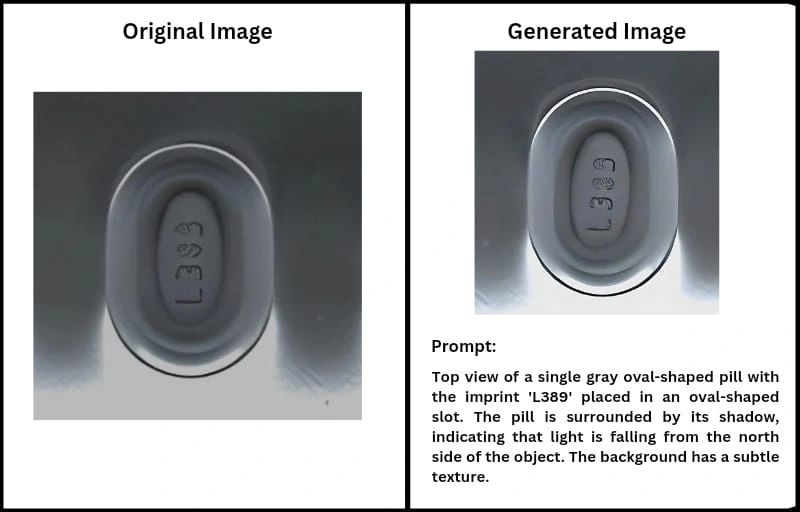 Original Image
L389
Generated Image
L389
Prompt:
Top view of a single gray oval-shaped pill with
the imprint 'L389' placed in an oval-shaped
slot. The pill is surrounded by its shadow,
indicating that light is falling from the north
side of the object. The background has a subtle
texture.